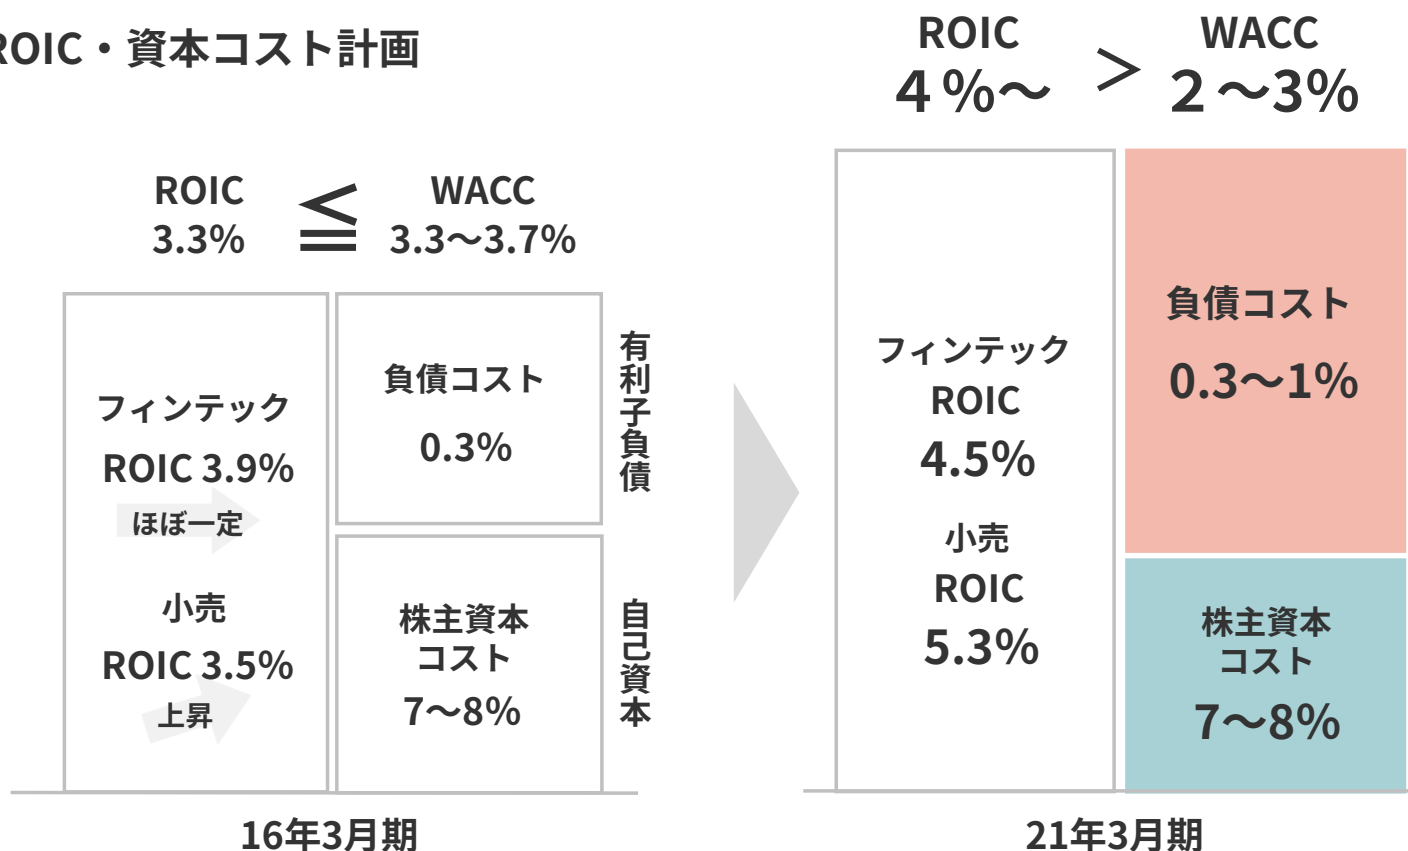 ROIC・資本コスト計画
ROIC
3.3%
≦
WACC
3.3～3.7%
フィンテック
ROIC 3.9%
ほぼ一定
小売
ROIC 3.5%
上昇
負債コスト
0.3%
株主資本
コスト
7～8%
有利子負債
自己資本
16年3月期
ROIC
４%～
＞
WACC
２～3%
フィンテック
ROIC
4.5%
小売
ROIC
5.3%
負債コスト
0.3～1%
株主資本
コスト
7～8%
21年3月期